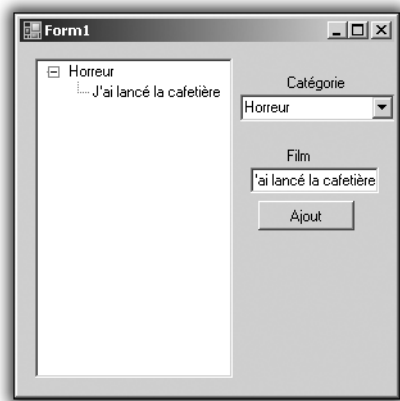 Form1
Horreur
J'ai lancé la cafetière
Catégorie
Horreur
Film
'ai lancé la cafetière
Ajout